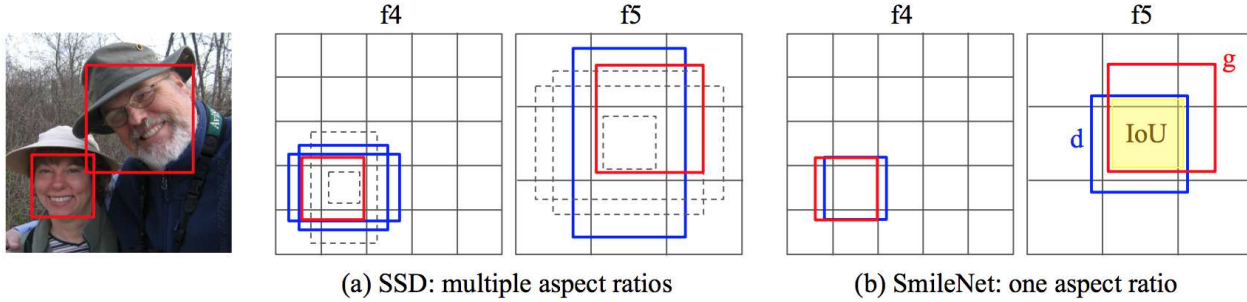 f4
f5
f4
f5
g
d
IoU
(a) SSD: multiple aspect ratios
(b) SmileNet: one aspect ratio